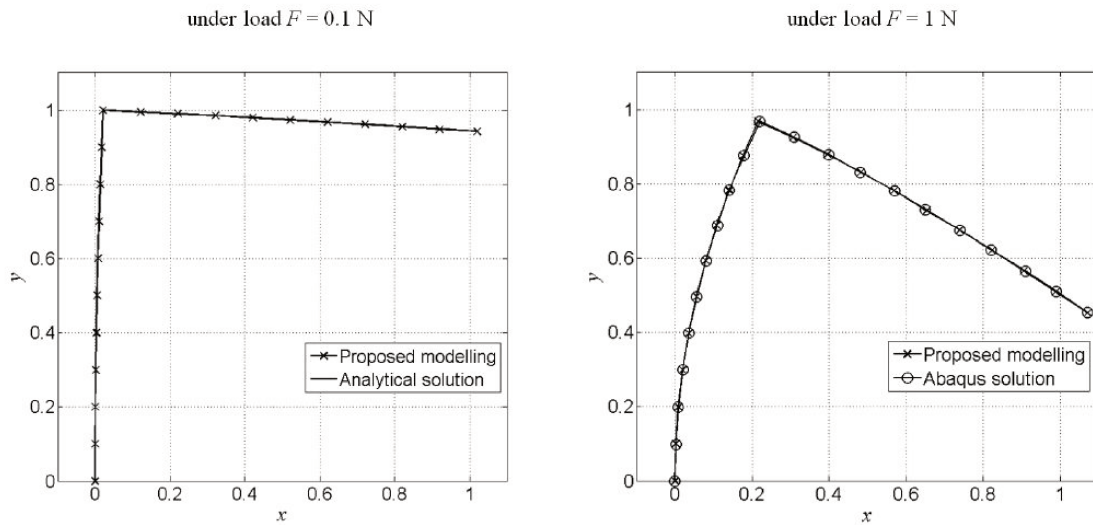 under load F = 0.1 N
1
0.8
0.6
0.4
0.2
0
y
0
0.2
0.4
0.6
0.8
1
x
Proposed modelling
Analytical solution
under load F = 1 N
1
0.8
0.6
0.4
0.2
0
y
0
0.2
0.4
0.6
0.8
1
x
Proposed modelling
Abaqus solution